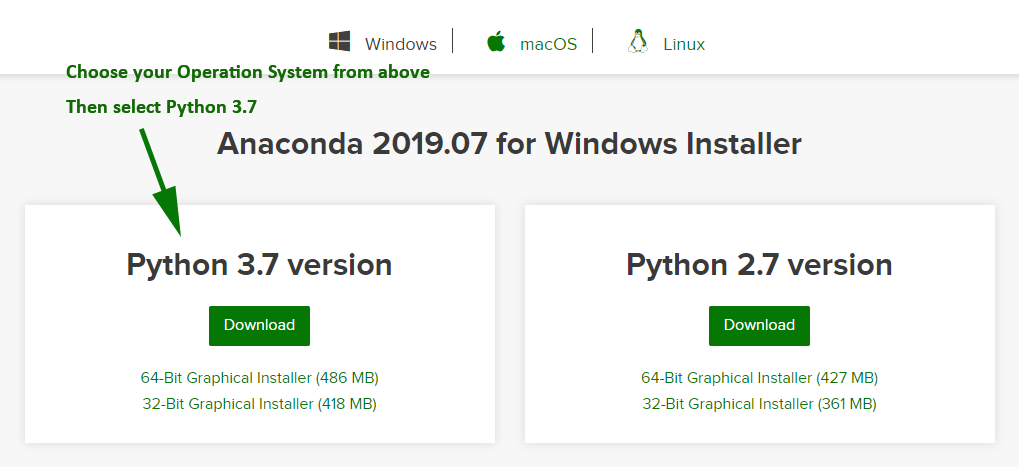 Windows macOS Linux
Choose your Operation System from above
Then select Python 3.7
Anaconda 2019.07 for Windows Installer
Python 3.7 version
Download
64-Bit Graphical Installer (486 MB)
32-Bit Graphical Installer (418 MB)
Python 2.7 version
Download
64-Bit Graphical Installer (427 MB)
32-Bit Graphical Installer (361 MB)